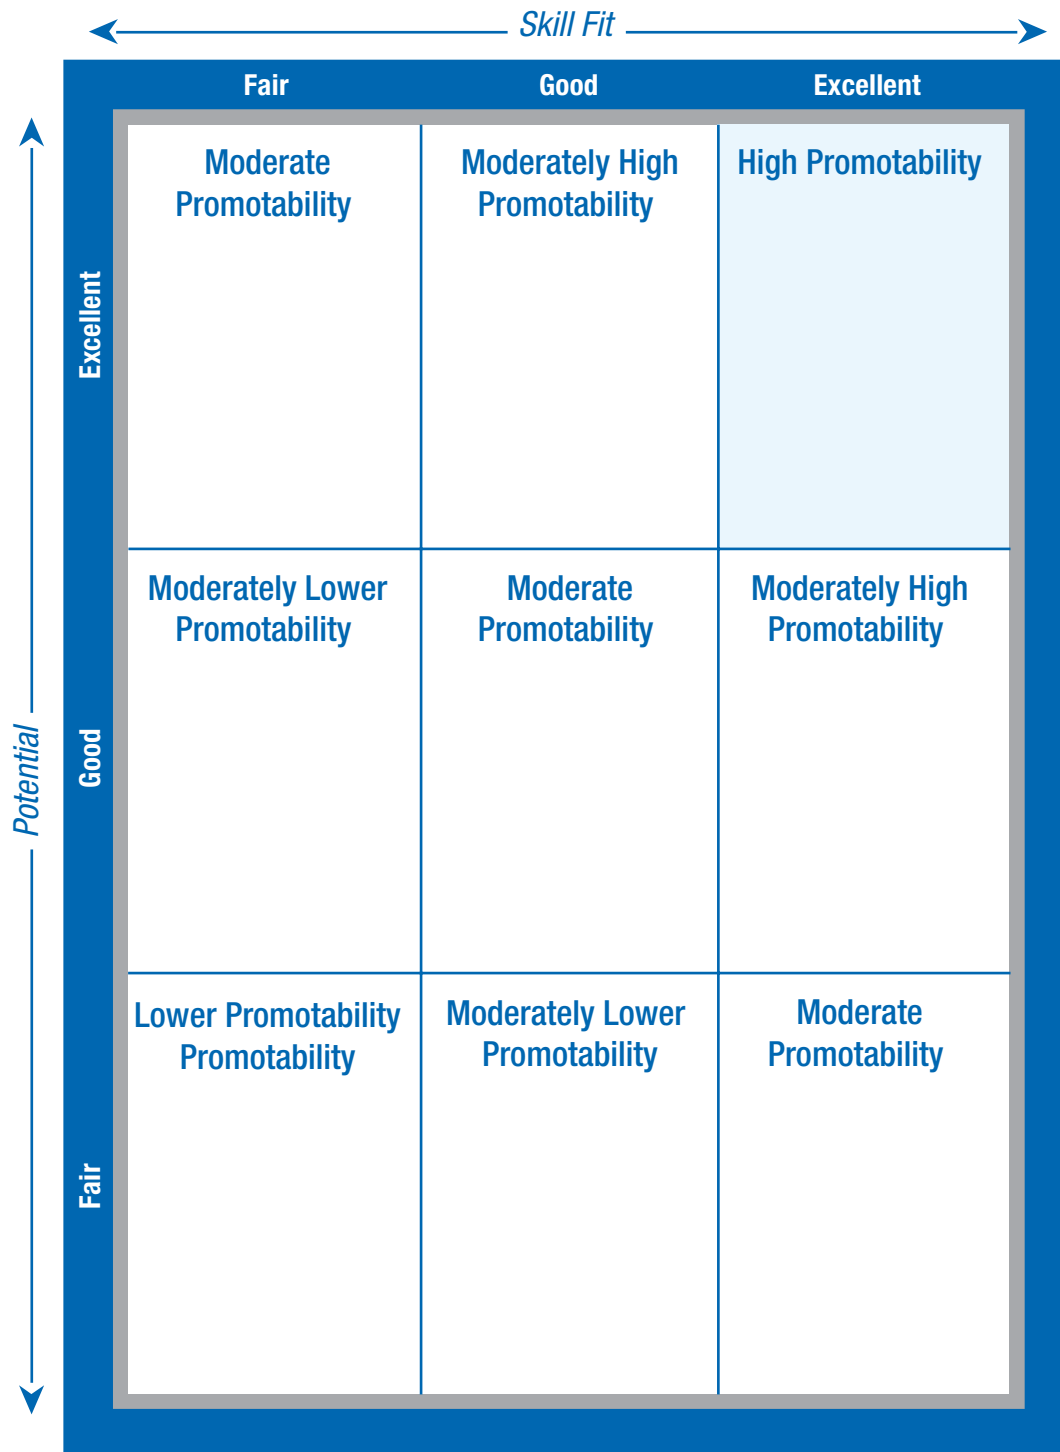 Skill Fit
Fair Good Excellent
Potential
Excellent
Moderate
Promotability
Moderately High
Promotability
High Promotability
Good
Moderately Lower
Promotability
Moderate
Promotability
Moderately High
Promotability
Fair
Lower Promotability
Promotability
Moderately Lower
Promotability
Moderate
Promotability